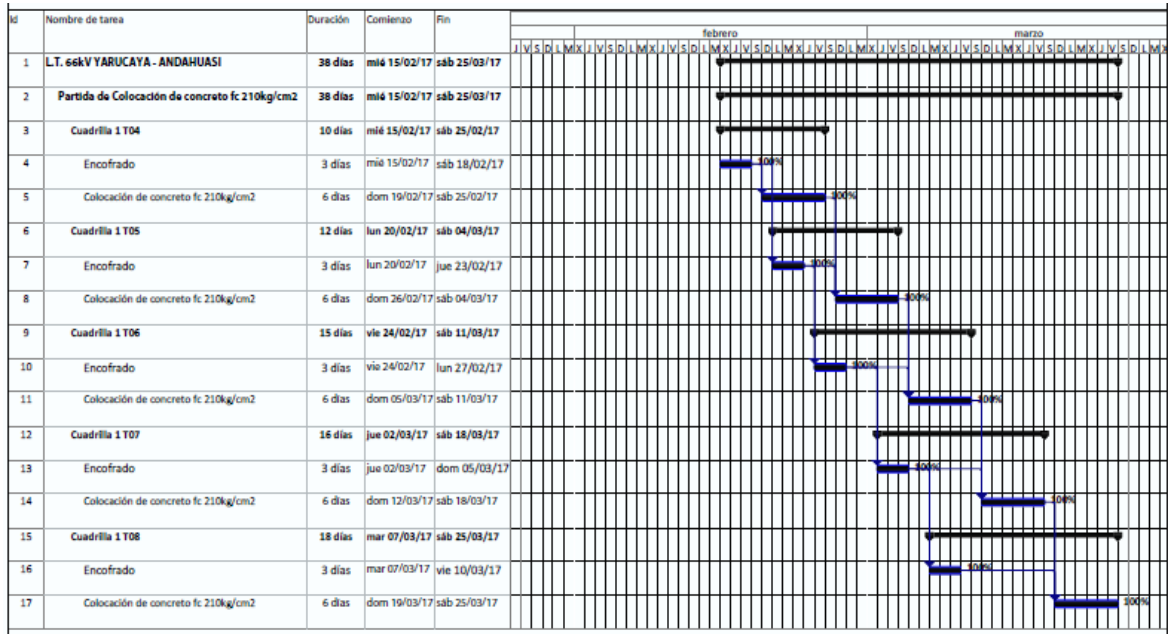 Id Nombre de tarea Duración Comienzo Fin
febrero marzo
J V S D L M X J V S D L M X J V S D L M X J V S D L M X J V S D L M X J V S D L M X J V S D L M X J V S D L M X J V S D L M
1 L.T. 66kV YARUCAYA - ANDAHUASI 38 días mié 15/02/17 sáb 25/03/17
2 Partida de Colocación de concreto fc 210kg/cm2 38 días mié 15/02/17 sáb 25/03/17
3 Cuadrilla 1 T04 10 días mié 15/02/17 sáb 25/02/17
4 Encofrado 3 días mié 15/02/17 sáb 18/02/17 100%
5 Colocación de concreto fc 210kg/cm2 6 días dom 19/02/17 sáb 25/02/17 100%
6 Cuadrilla 1 T05 12 días lun 20/02/17 sáb 04/03/17
7 Encofrado 3 días lun 20/02/17 jue 23/02/17 100%
8 Colocación de concreto fc 210kg/cm2 6 días dom 26/02/17 sáb 04/03/17 100%
9 Cuadrilla 1 T06 15 días vie 24/02/17 sáb 11/03/17
10 Encofrado 3 días vie 24/02/17 lun 27/02/17 100%
11 Colocación de concreto fc 210kg/cm2 6 días dom 05/03/17 sáb 11/03/17 100%
12 Cuadrilla 1 T07 16 días jue 02/03/17 sáb 18/03/17
13 Encofrado 3 días jue 02/03/17 dom 05/03/17 100%
14 Colocación de concreto fc 210kg/cm2 6 días dom 12/03/17 sáb 18/03/17 100%
15 Cuadrilla 1 T08 18 días mar 07/03/17 sáb 25/03/17
16 Encofrado 3 días mar 07/03/17 vie 10/03/17 100%
17 Colocación de concreto fc 210kg/cm2 6 días dom 19/03/17 sáb 25/03/17 100%